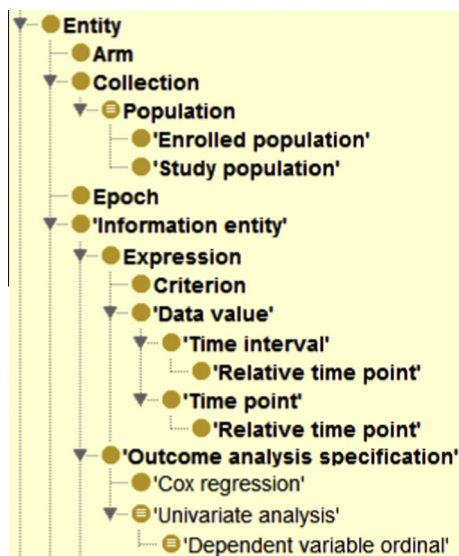 Entity
Arm
Collection
Population
'Enrolled population'
'Study population'
Epoch
'Information entity'
Expression
Criterion
'Data value'
'Time interval'
'Relative time point'
'Time point'
'Relative time point'
'Outcome analysis specification'
'Cox regression'
'Univariate analysis'
'Dependent variable ordinal'